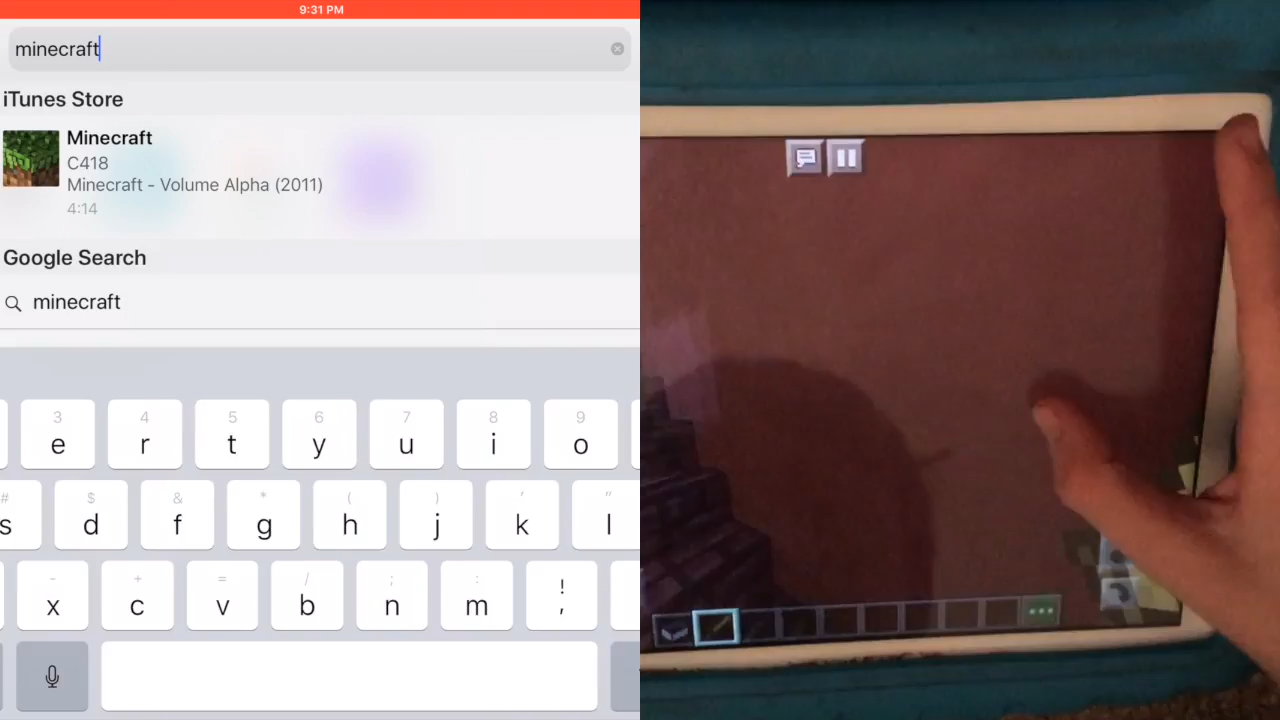 9:31 PM
minecraft
iTunes Store
Minecraft
C418
Minecraft - Volume Alpha (2011)
4:14
Google Search
minecraft
3 4 5 6 7 8 9
e r t y u i o
# $ & * ( ) ' "
s d f g h j k l
- + = / ; : !
x c v b n m ,